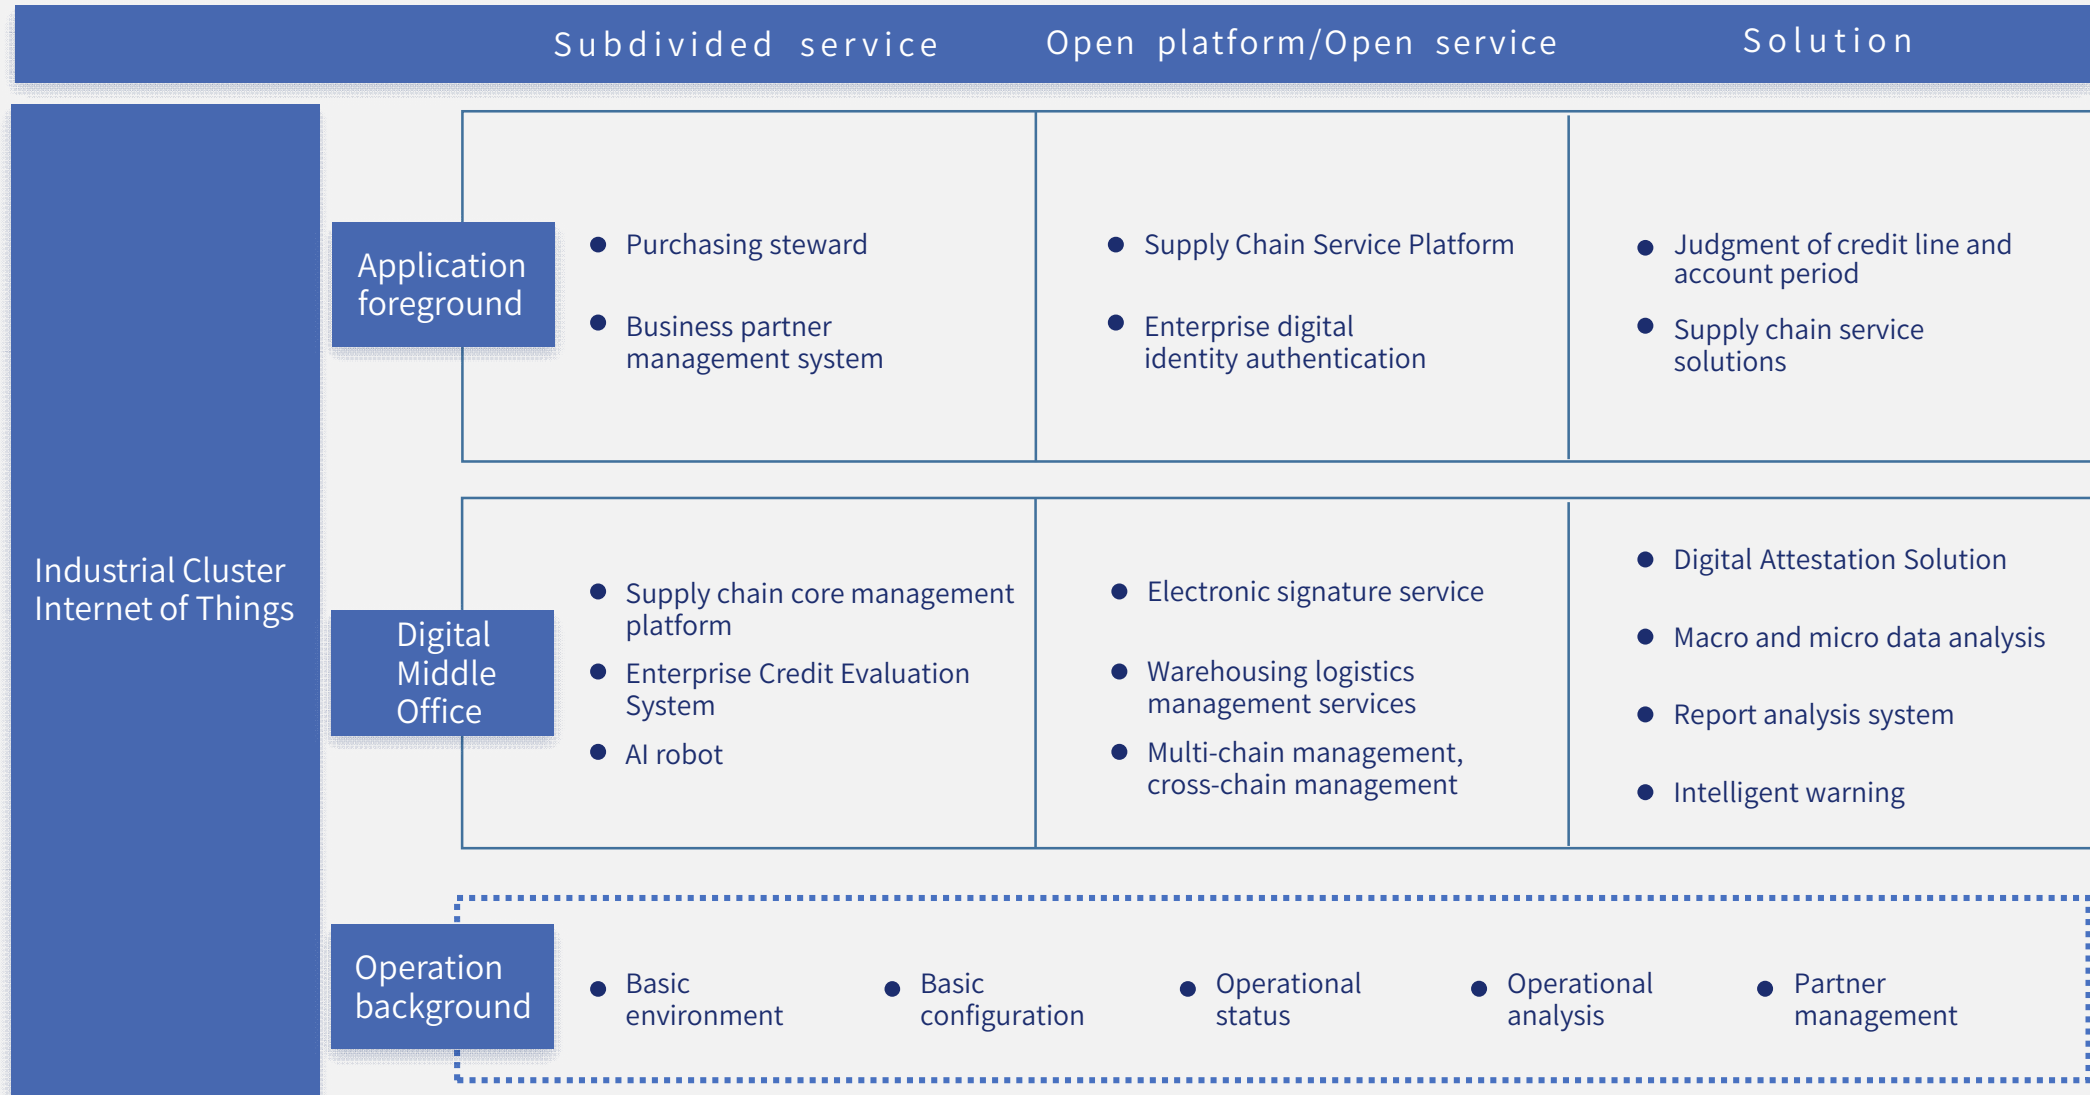 Subdivided service
Open platform/Open service
Solution
Industrial Cluster
Internet of Things
Application
foreground
Purchasing steward
Business partner
management system
Supply Chain Service Platform
Enterprise digital
identity authentication
Judgment of credit line and
account period
Supply chain service
solutions
Digital
Middle
Office
Supply chain core management
platform
Enterprise Credit Evaluation
System
AI robot
Electronic signature service
Warehousing logistics
management services
Multi-chain management,
cross-chain management
Digital Attestation Solution
Macro and micro data analysis
Report analysis system
Intelligent warning
Operation
background
Basic
environment
Basic
configuration
Operational
status
Operational
analysis
Partner
management